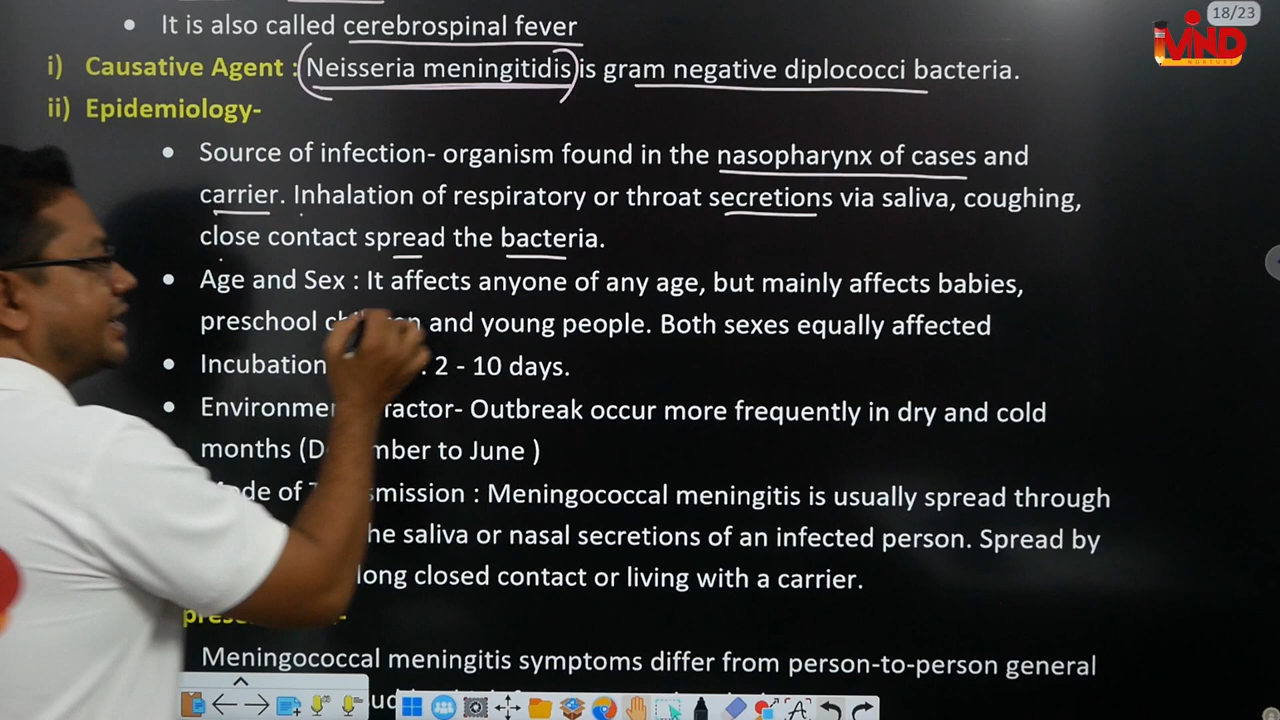 18/23
MIND
NURTURE
• It is also called cerebrospinal fever
i) Causative Agent : Neisseria meningitidis is gram negative diplococci bacteria.
ii) Epidemiology-
• Source of infection- organism found in the nasopharynx of cases and
carrier. Inhalation of respiratory or throat secretions via saliva, coughing,
close contact spread the bacteria.
• Age and Sex : It affects anyone of any age, but mainly affects babies,
preschool and young people. Both sexes equally affected
• Incubation : 2 - 10 days.
• factor- Outbreak occur more frequently in dry and cold
months to June )
of : Meningococcal meningitis is usually spread through
saliva or nasal secretions of an infected person. Spread by
long closed contact or living with a carrier.
Meningococcal meningitis symptoms differ from person-to-person general